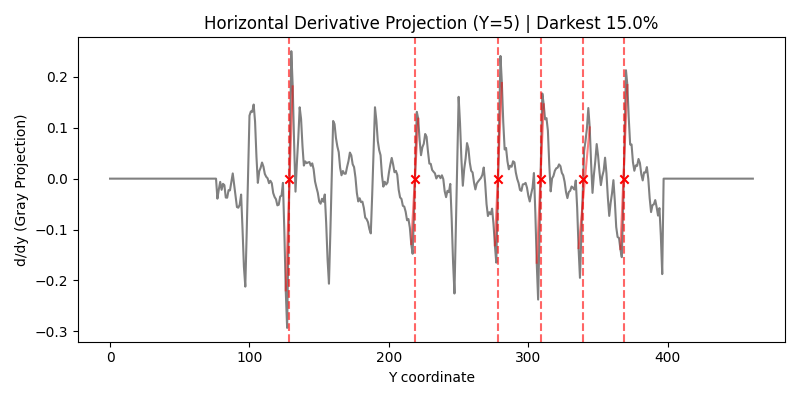 Horizontal Derivative Projection (Y=5) | Darkest 15.0%
d/dy (Gray Projection)
0.2
0.1
0.0
−0.1
−0.2
−0.3
0 100 200 300 400
Y coordinate